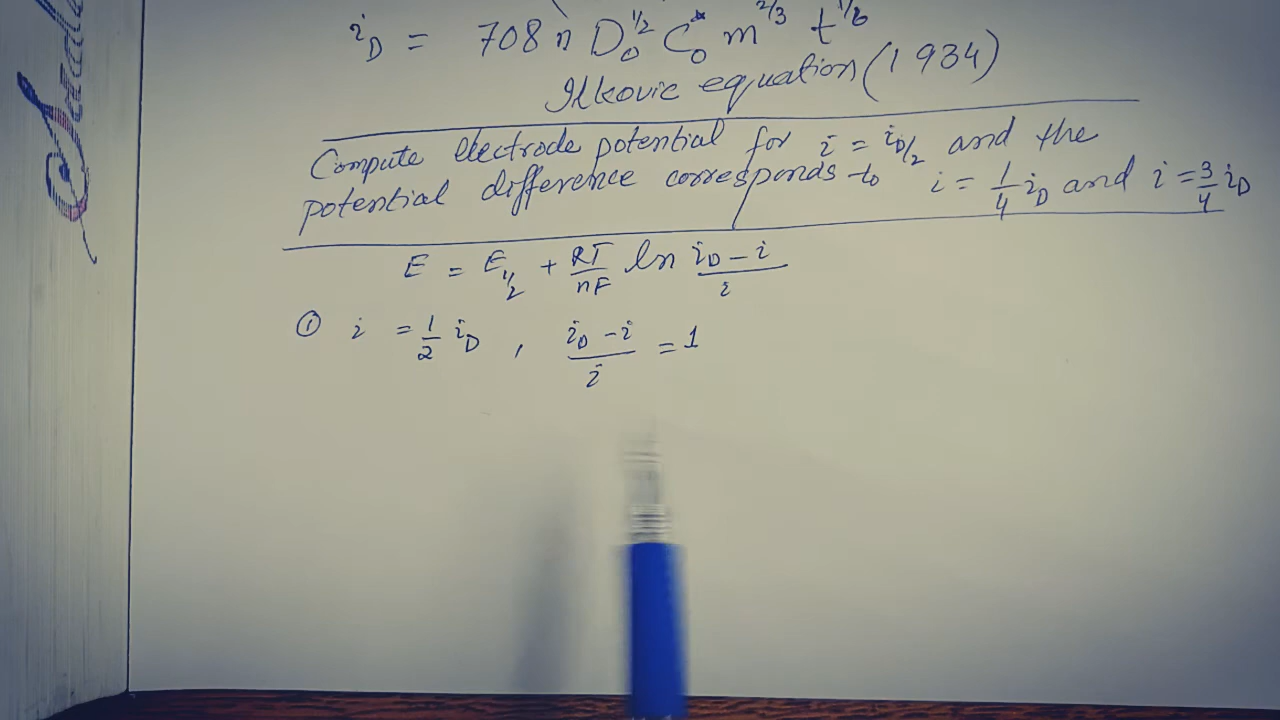 i_D = 708 n D_0^{1/2} C_0^* m^{2/3} t^{1/6}
Ilkovic equation (1934)
Compute electrode potential for i = i_D/2 and the
potential difference corresponds to i = 1/4 i_D and i = 3/4 i_D
E = E_{1/2} + RT/nF ln (i_D - i)/i
① i = 1/2 i_D , (i_D - i)/i = 1